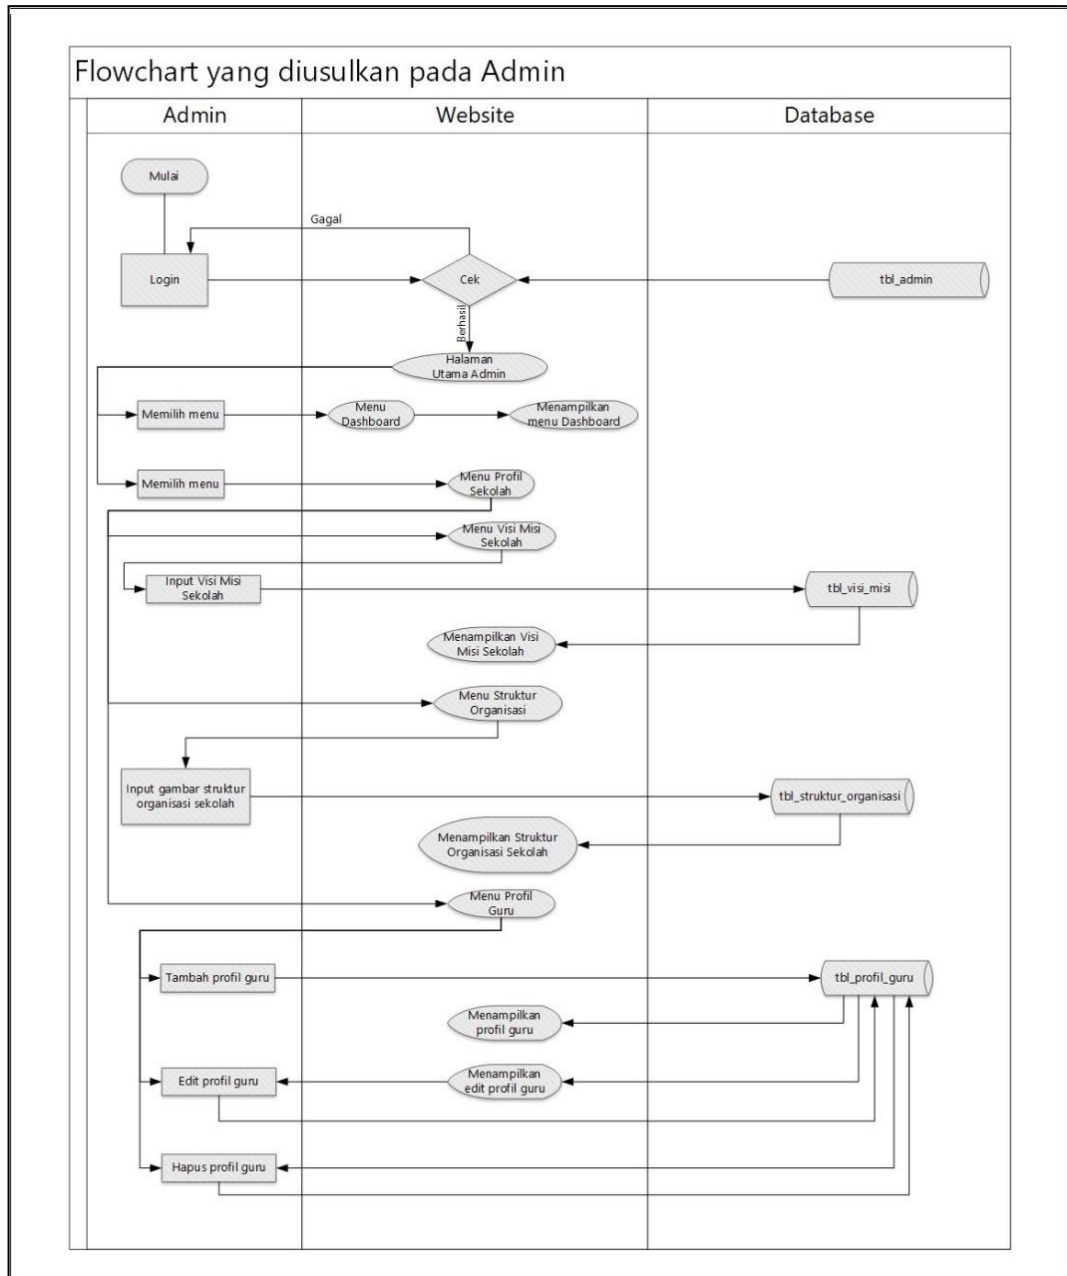 Flowchart yang diusulkan pada Admin
Admin
Website
Database
Mulai
Gagal
Login
Cek
tbl_admin
Berhasil
Halaman
Utama Admin
Memilih menu
Menu
Dashboard
Menampilkan
menu Dashboard
Memilih menu
Menu Profil
Sekolah
Menu Visi Misi
Sekolah
Input Visi Misi
Sekolah
tbl_visi_misi
Menampilkan Visi
Misi Sekolah
Menu Struktur
Organisasi
Input gambar struktur
organisasi sekolah
tbl_struktur_organisasi
Menampilkan Struktur
Organisasi Sekolah
Menu Profil
Guru
Tambah profil guru
tbl_profil_guru
Menampilkan
profil guru
Edit profil guru
Menampilkan
edit profil guru
Hapus profil guru